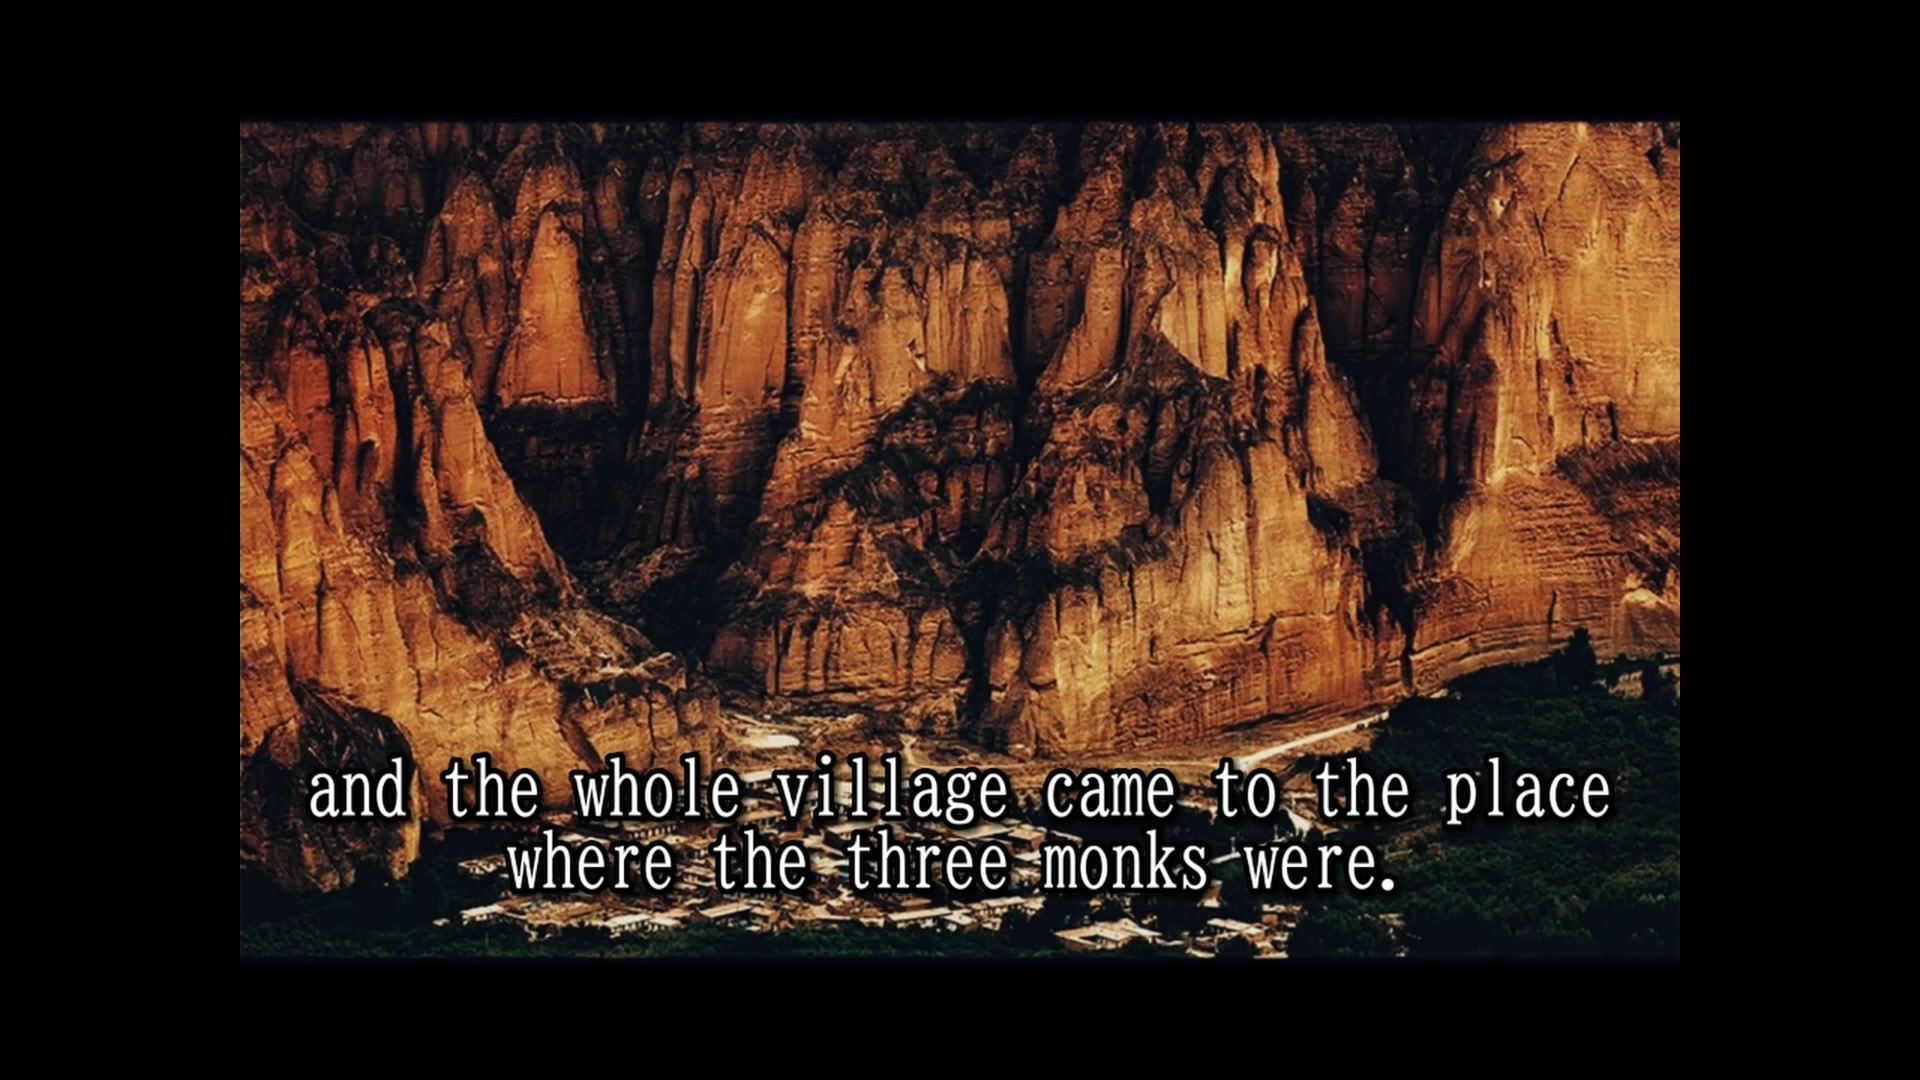 and the whole village came to the place
where the three monks were.